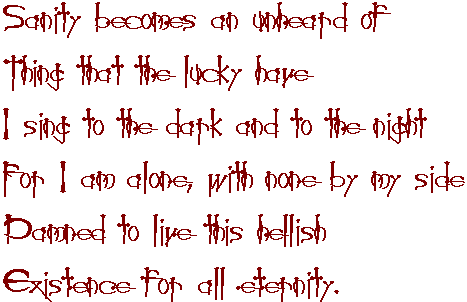 Sanity becomes an unheard of
Thing that the lucky have
I sing to the dark and to the night
For I am alone, with none by my side
Damned to live this hellish
Existence for all eternity.